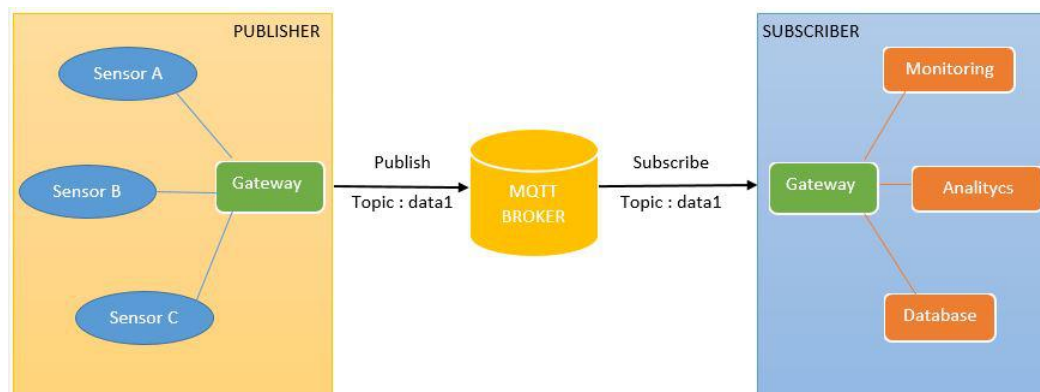 PUBLISHER
Sensor A
Sensor B
Sensor C
Gateway
Publish
Topic : data1
MQTT
BROKER
Subscribe
Topic : data1
SUBSCRIBER
Gateway
Monitoring
Analitycs
Database